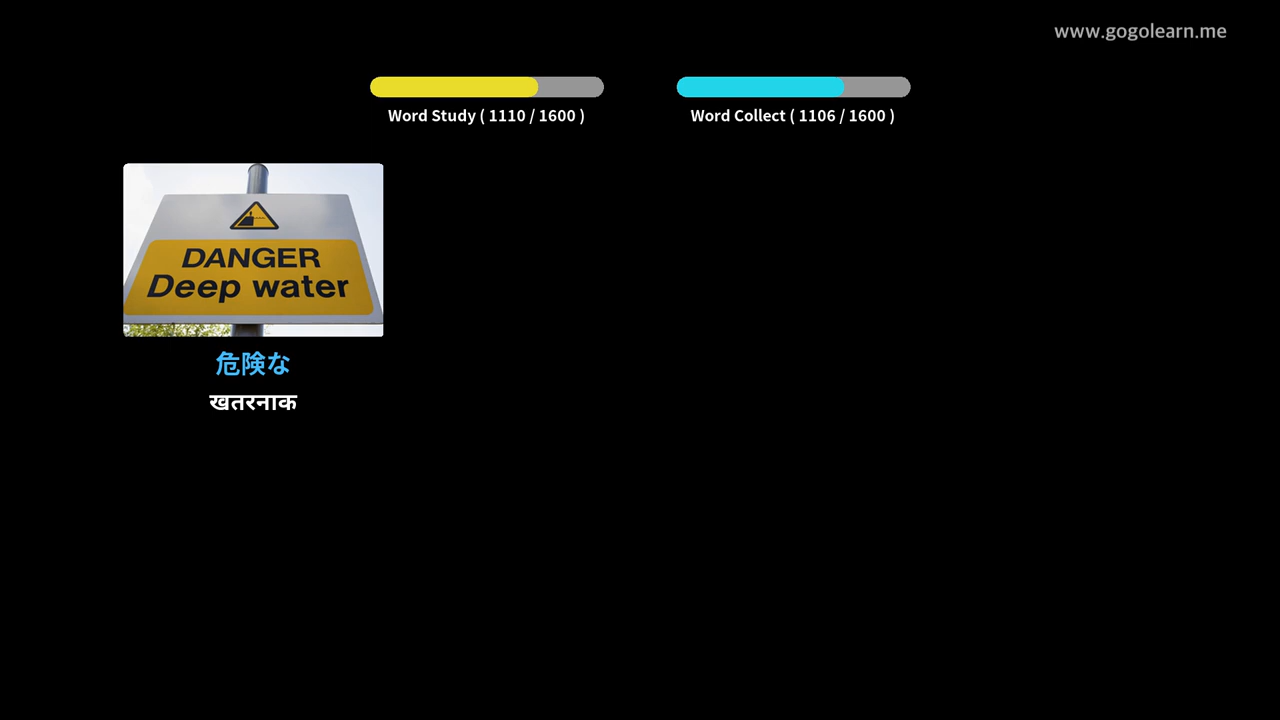 www.gogolearn.me
Word Study ( 1110 / 1600 )
Word Collect ( 1106 / 1600 )
DANGER
Deep water
危険な
खतरनाक